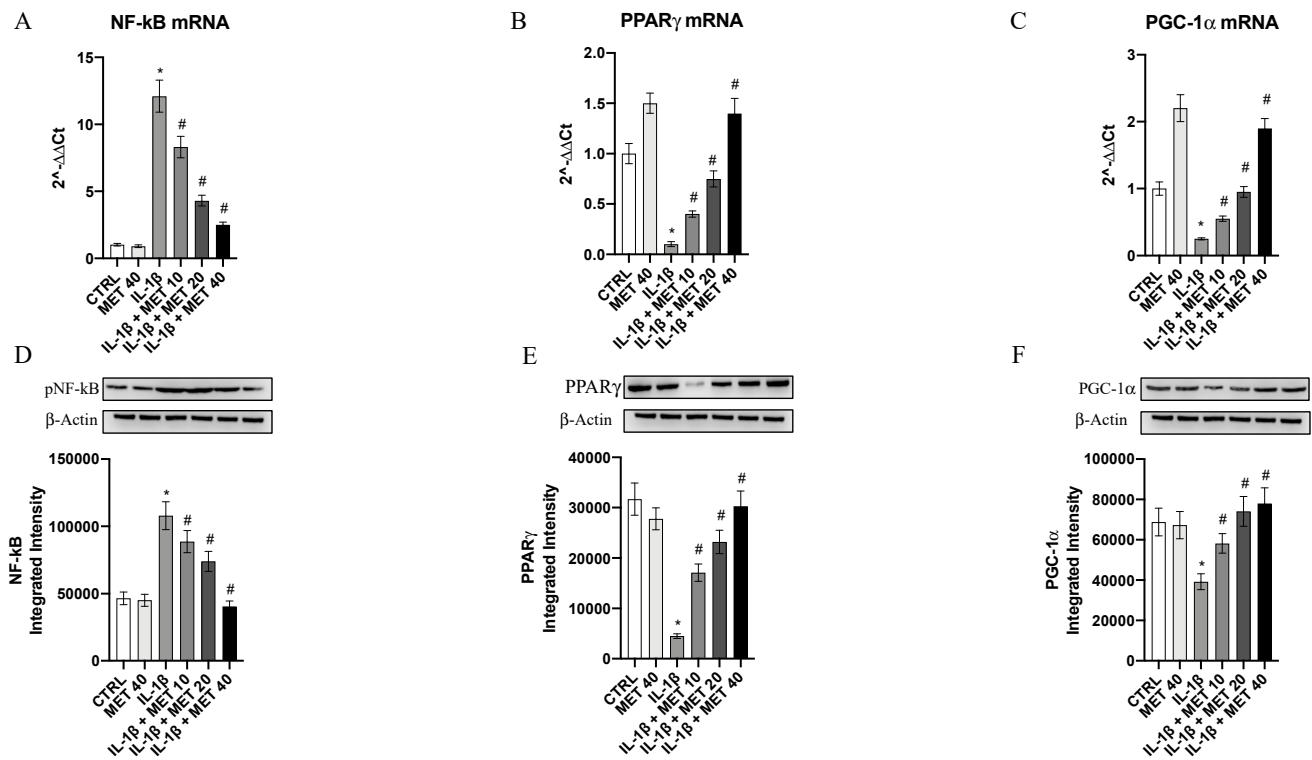 A
NF-kB mRNA
2^-ΔΔCt
15
10
5
0
*
#
#
#
CTRL
MET 40
IL-1β
IL-1β + MET 10
IL-1β + MET 20
IL-1β + MET 40
B
PPARγ mRNA
2^-ΔΔCt
2.0
1.5
1.0
0.5
0.0
*
#
#
#
CTRL
MET 40
IL-1β
IL-1β + MET 10
IL-1β + MET 20
IL-1β + MET 40
C
PGC-1α mRNA
2^-ΔΔCt
3
2
1
0
*
#
#
#
CTRL
MET 40
IL-1β
IL-1β + MET 10
IL-1β + MET 20
IL-1β + MET 40
D
pNF-kB
β-Actin
NF-kB
Integrated Intensity
150000
100000
50000
0
*
#
#
#
CTRL
MET 40
IL-1β
IL-1β + MET 10
IL-1β + MET 20
IL-1β + MET 40
E
PPARγ
β-Actin
PPARγ
Integrated Intensity
40000
30000
20000
10000
0
*
#
#
#
CTRL
MET 40
IL-1β
IL-1β + MET 10
IL-1β + MET 20
IL-1β + MET 40
F
PGC-1α
β-Actin
PGC-1α
Integrated Intensity
100000
80000
60000
40000
20000
0
*
#
#
#
CTRL
MET 40
IL-1β
IL-1β + MET 10
IL-1β + MET 20
IL-1β + MET 40